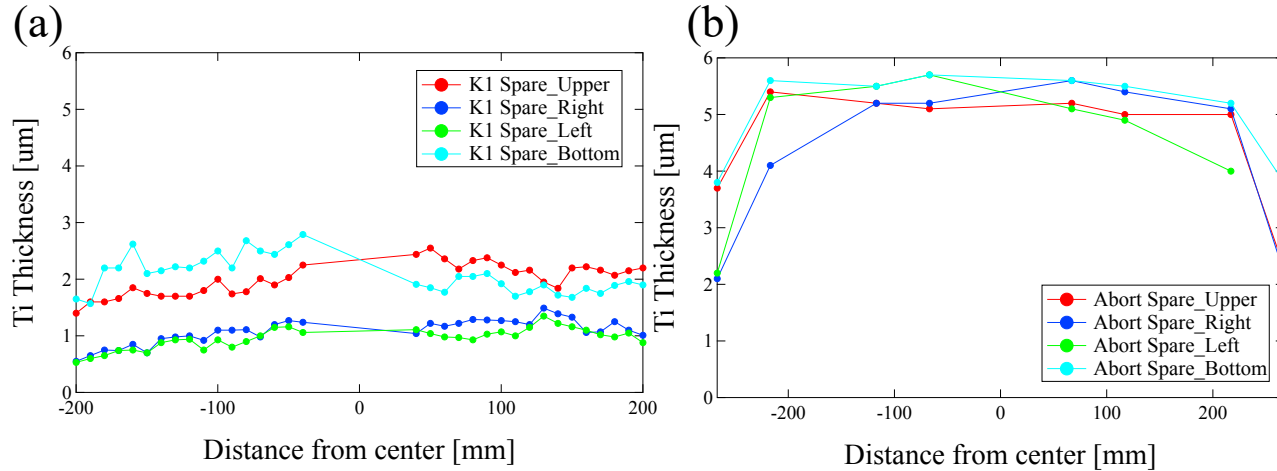 (a)
6
5
4
3
2
1
0
Ti Thickness [um]
K1 Spare_Upper
K1 Spare_Right
K1 Spare_Left
K1 Spare_Bottom
-200 -100 0 100 200
Distance from center [mm]
(b)
6
5
4
3
2
1
0
Ti Thickness [um]
Abort Spare_Upper
Abort Spare_Right
Abort Spare_Left
Abort Spare_Bottom
-200 -100 0 100 200
Distance from center [mm]